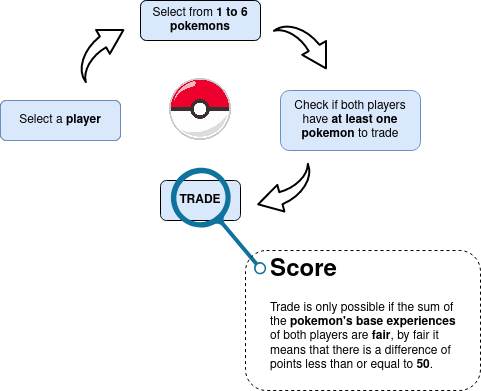 Select from 1 to 6
pokemons
Select a player
Check if both players
have at least one
pokemon to trade
TRADE
Score
Trade is only possible if the sum of
the pokemon's base experiences
of both players are fair, by fair it
means that there is a difference of
points less than or equal to 50.